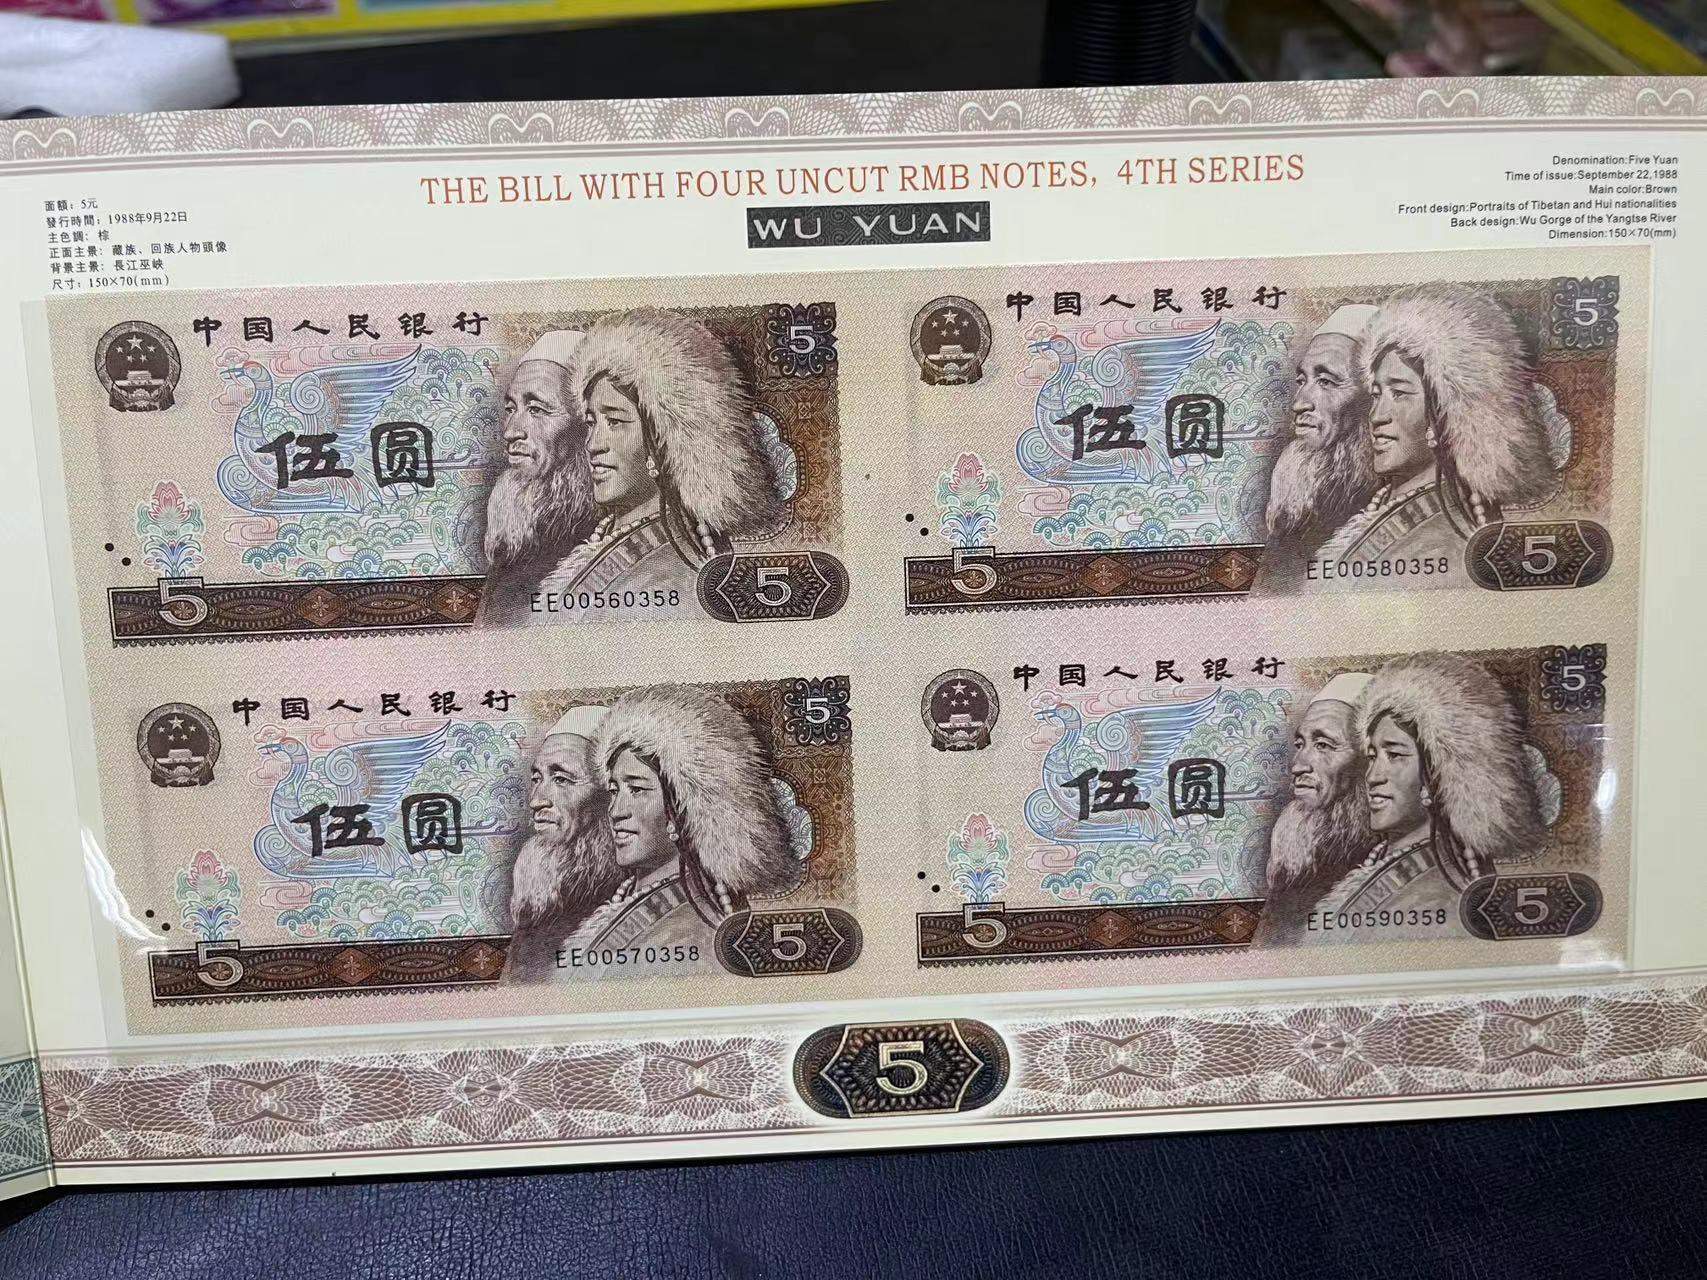 THE BILL WITH FOUR UNCUT RMB NOTES, 4TH SERIES
WU YUAN
面額：5元
發行時間：1988年9月22日
主色調：棕
正面主景：藏族、回族人物頭像
背景主景：長江巫峽
尺寸：150×70(mm)
Denomination:Five Yuan
Time of issue:September 22,1988
Main color:Brown
Front design:Portraits of Tibetan and Hui nationalities
Back design:Wu Gorge of the Yangtse River
Dimension:150×70(mm)
中国人民银行
5
伍圆
5
EE00560358
5
中国人民银行
5
伍圆
5
EE00580358
5
中国人民银行
5
伍圆
5
EE00570358
5
中国人民银行
5
伍圆
5
EE00590358
5
5